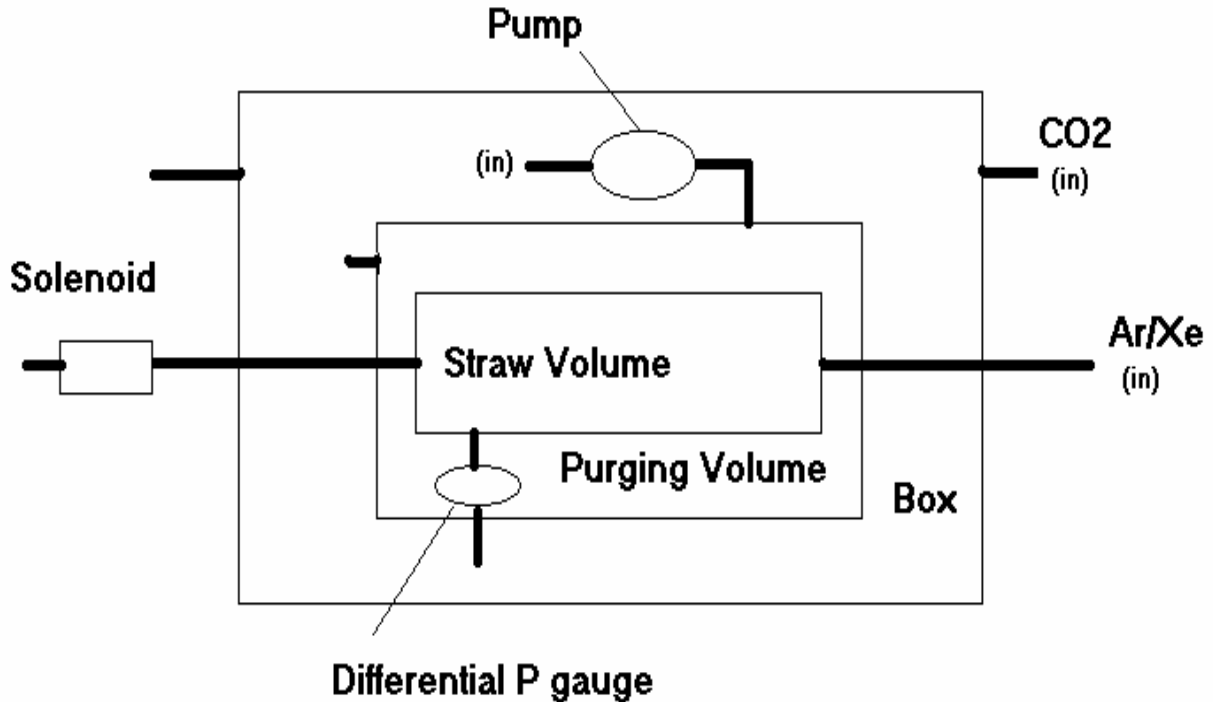 Pump
CO2
(in)
(in)
Solenoid
Ar/Xe
(in)
Straw Volume
Purging Volume
Box
Differential P gauge